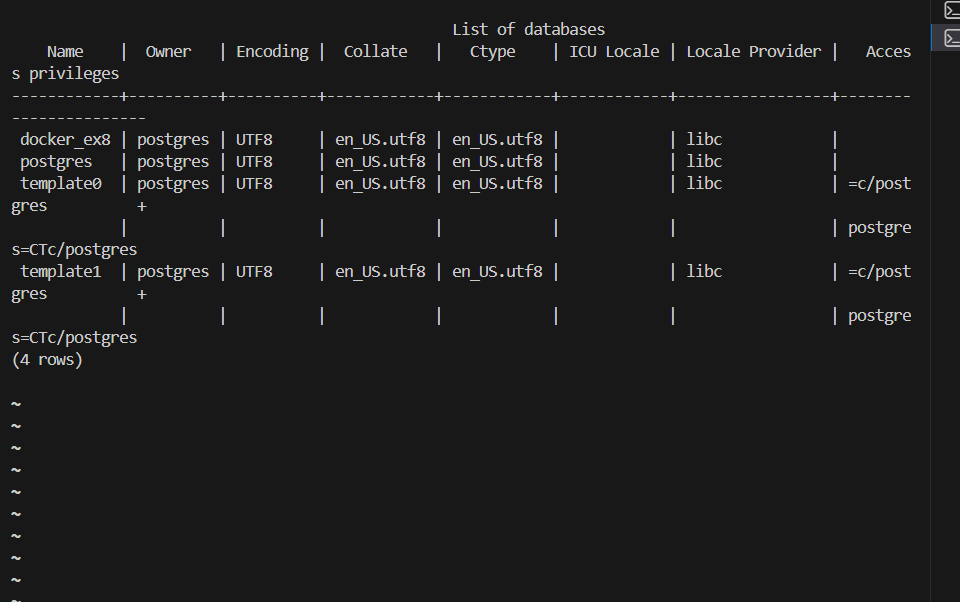 List of databases
    Name    |  Owner   | Encoding |  Collate   |   Ctype    | ICU Locale | Locale Provider |   Acces
s privileges
------------+----------+----------+------------+------------+------------+-----------------+--------
---------------
 docker_ex8 | postgres | UTF8     | en_US.utf8 | en_US.utf8 |            | libc            |
 postgres   | postgres | UTF8     | en_US.utf8 | en_US.utf8 |            | libc            |
 template0  | postgres | UTF8     | en_US.utf8 | en_US.utf8 |            | libc            | =c/post
gres          +
            |          |          |            |            |            |                 | postgre
s=CTc/postgres
 template1  | postgres | UTF8     | en_US.utf8 | en_US.utf8 |            | libc            | =c/post
gres          +
            |          |          |            |            |            |                 | postgre
s=CTc/postgres
(4 rows)

~
~
~
~
~
~
~
~
~
~